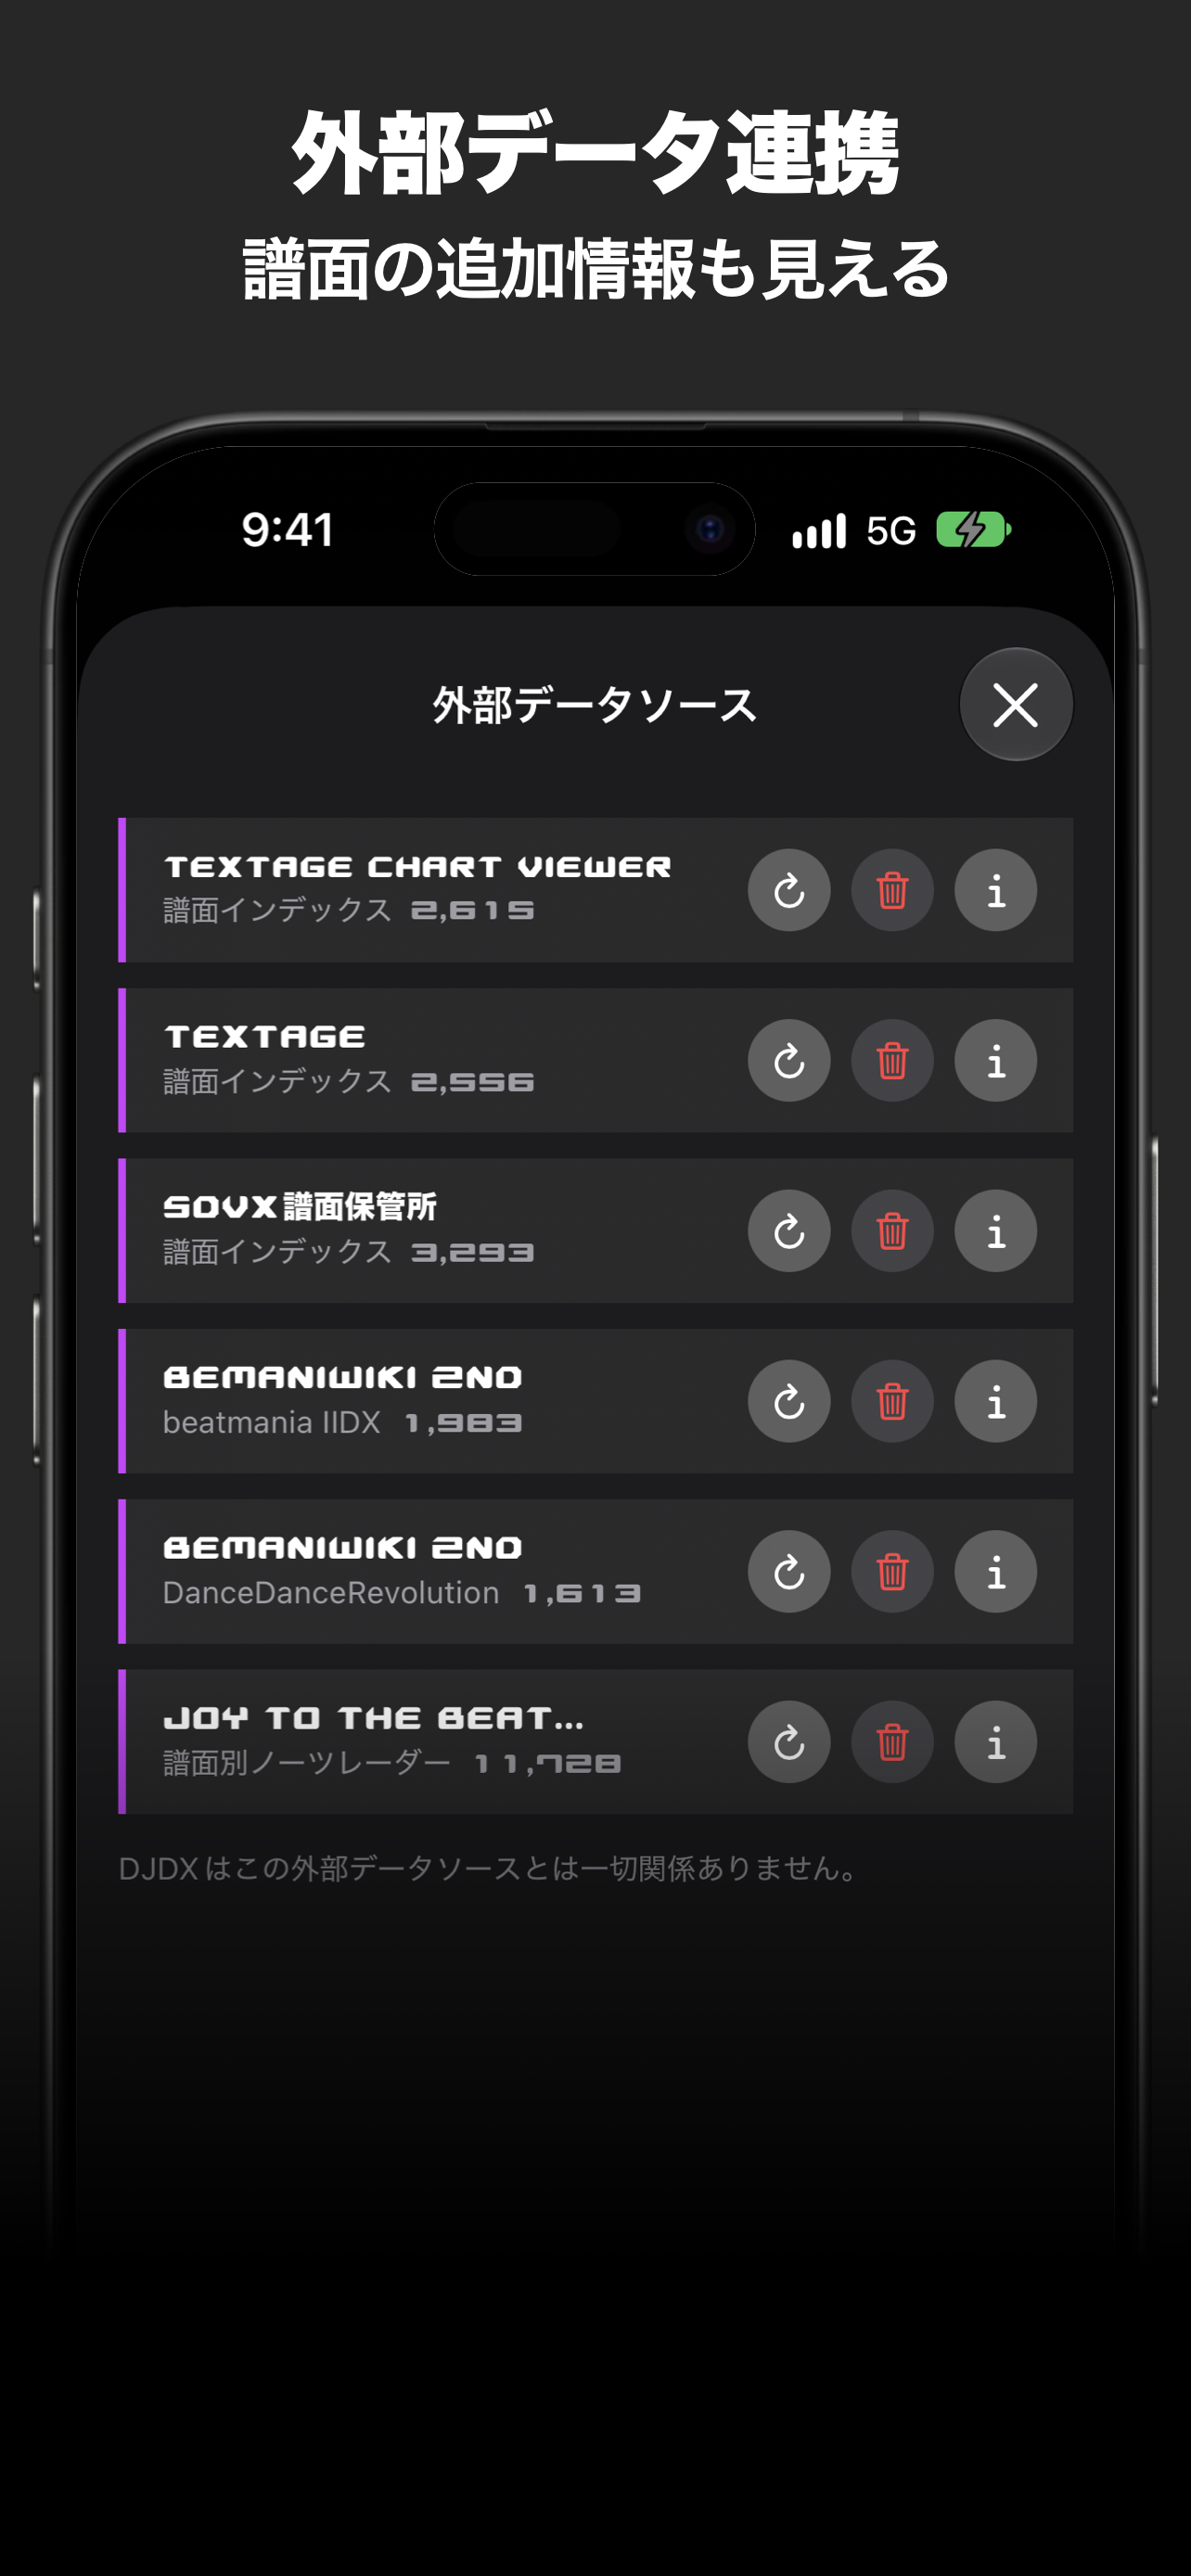 外部データ連携
譜面の追加情報も見える
9:41 5G
外部データソース
TEXTAGE CHART VIEWER
譜面インデックス 2,615
TEXTAGE
譜面インデックス 2,556
SDVX譜面保管所
譜面インデックス 3,293
BEMANIWIKI 2ND
beatmania IIDX 1,983
BEMANIWIKI 2ND
DanceDanceRevolution 1,613
JOY TO THE BEAT...
譜面別ノーツレーダー 11,728
DJDXはこの外部データソースとは一切関係ありません。